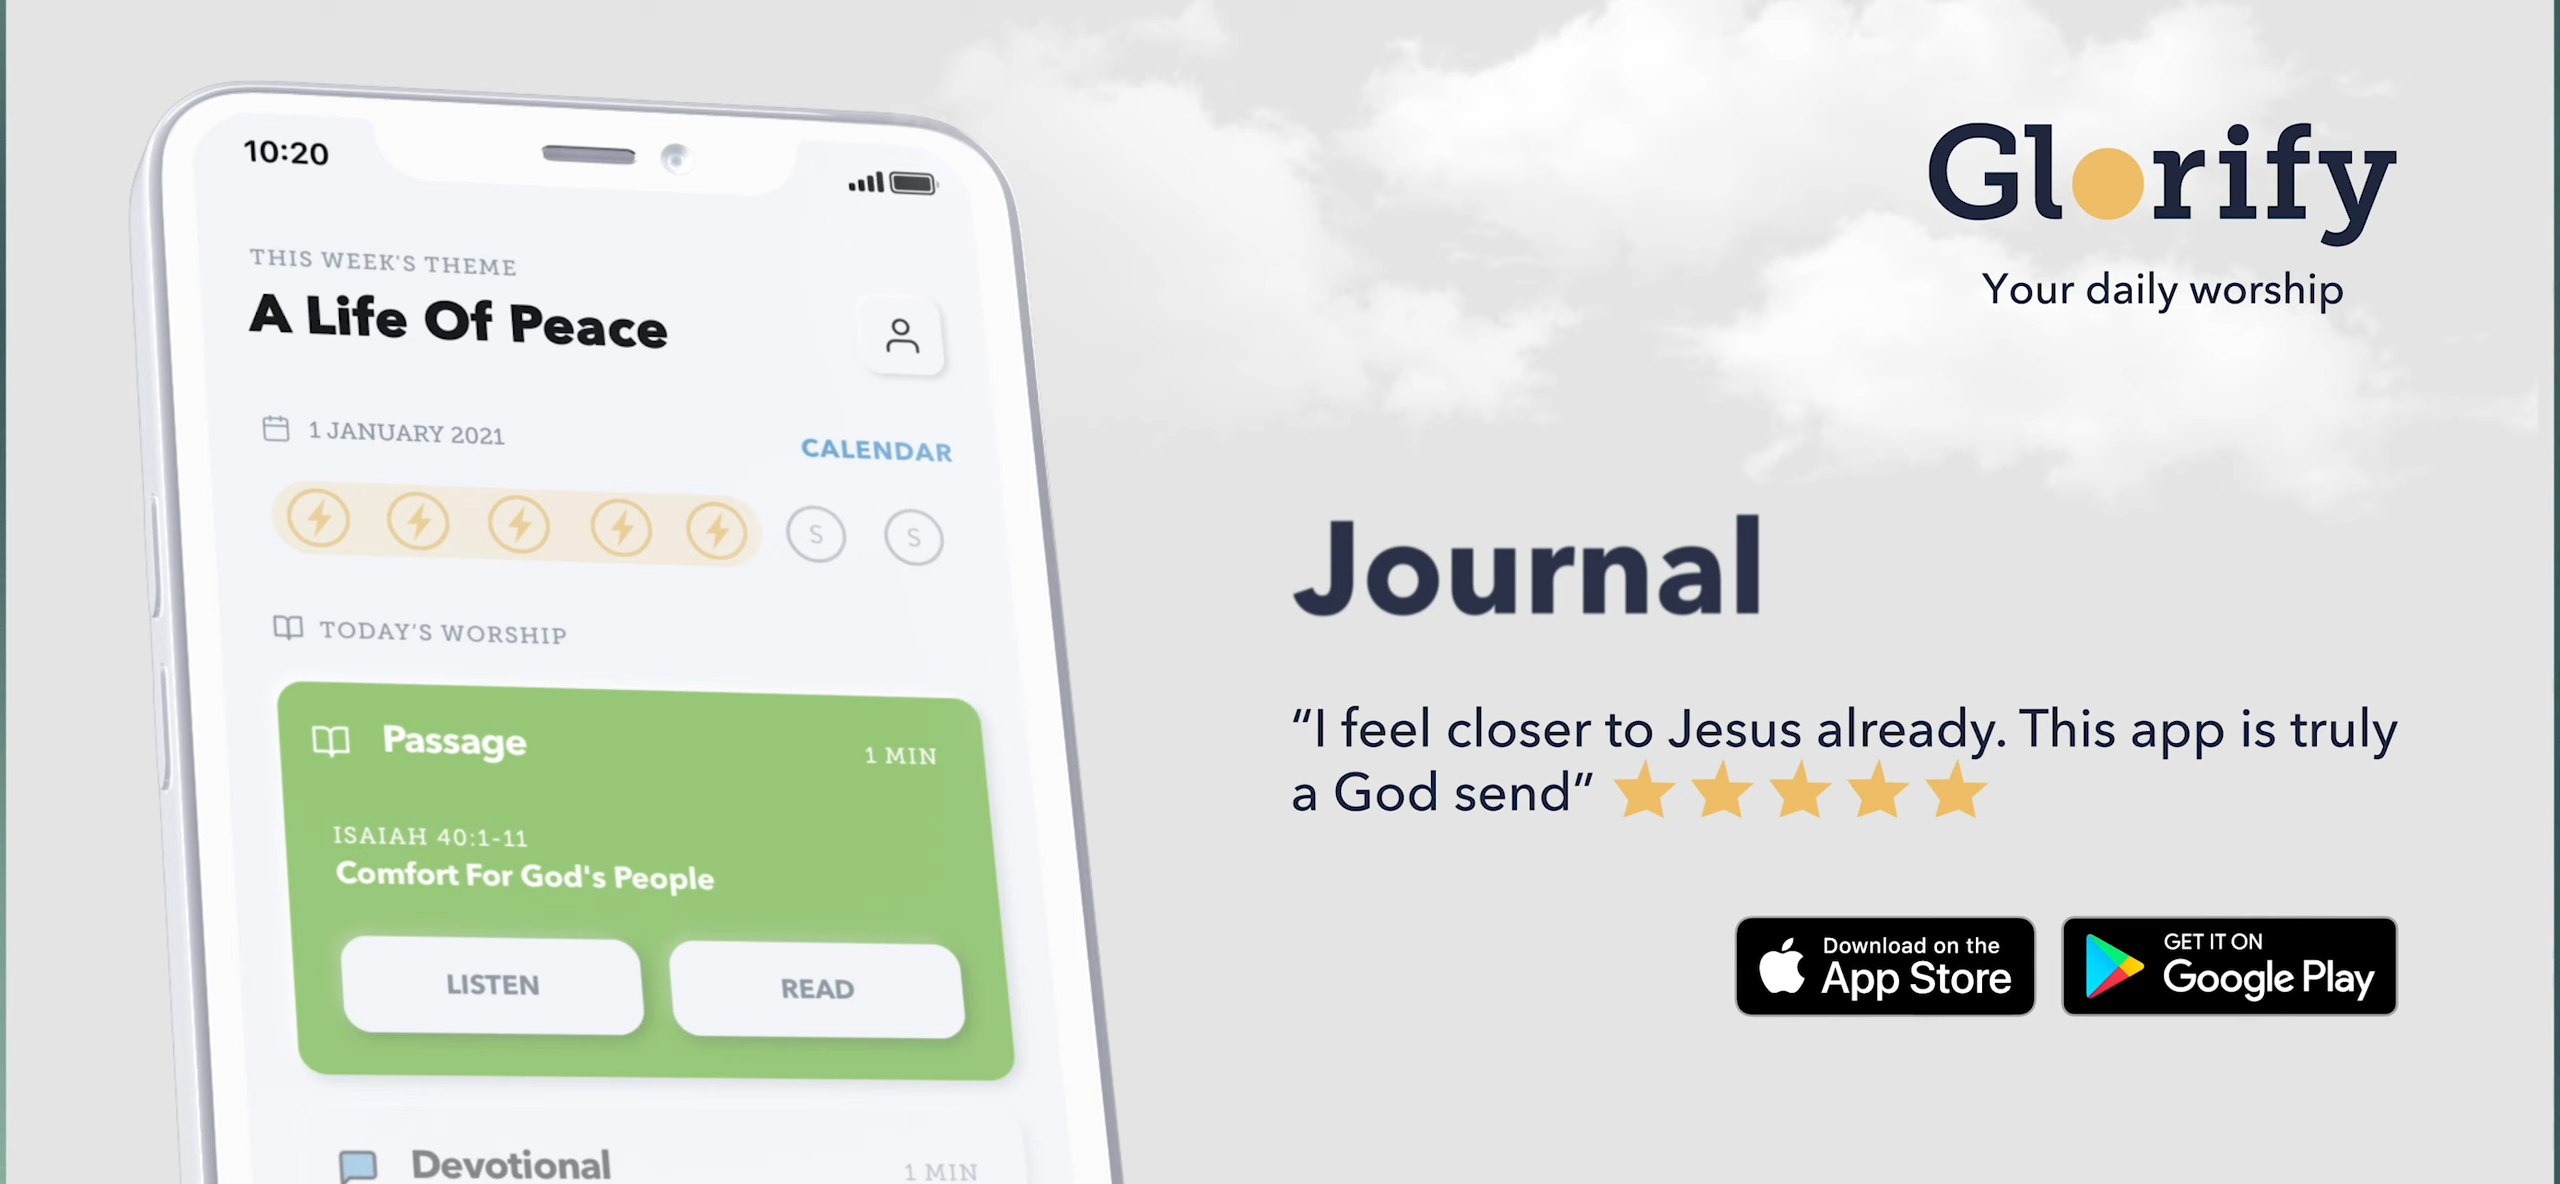 10:20
THIS WEEK'S THEME
A Life Of Peace
1 JANUARY 2021
CALENDAR
S S
TODAY'S WORSHIP
Passage
1 MIN
ISAIAH 40:1-11
Comfort For God's People
LISTEN
READ
Devotional
1 MIN
Glorify
Your daily worship
Journal
“I feel closer to Jesus already. This app is truly
a God send”
Download on the
App Store
GET IT ON
Google Play